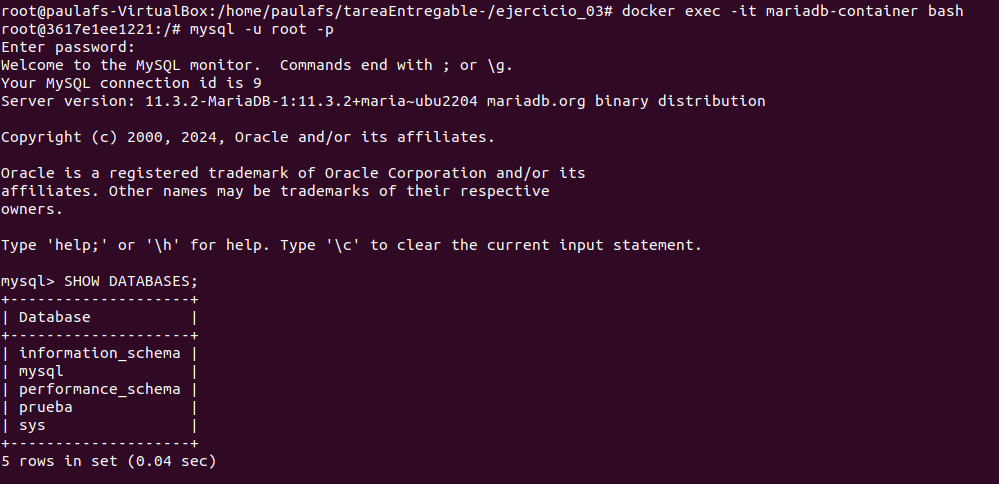 root@paulafs-VirtualBox:/home/paulafs/tareaEntregable-/ejercicio_03# docker exec -it mariadb-container bash
root@3617e1ee1221:/# mysql -u root -p
Enter password:
Welcome to the MySQL monitor.  Commands end with ; or \g.
Your MySQL connection id is 9
Server version: 11.3.2-MariaDB-1:11.3.2+maria~ubu2204 mariadb.org binary distribution

Copyright (c) 2000, 2024, Oracle and/or its affiliates.

Oracle is a registered trademark of Oracle Corporation and/or its
affiliates. Other names may be trademarks of their respective
owners.

Type 'help;' or '\h' for help. Type '\c' to clear the current input statement.

mysql> SHOW DATABASES;
+--------------------+
| Database           |
+--------------------+
| information_schema |
| mysql              |
| performance_schema |
| prueba             |
| sys                |
+--------------------+
5 rows in set (0.04 sec)